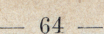 — 64 —